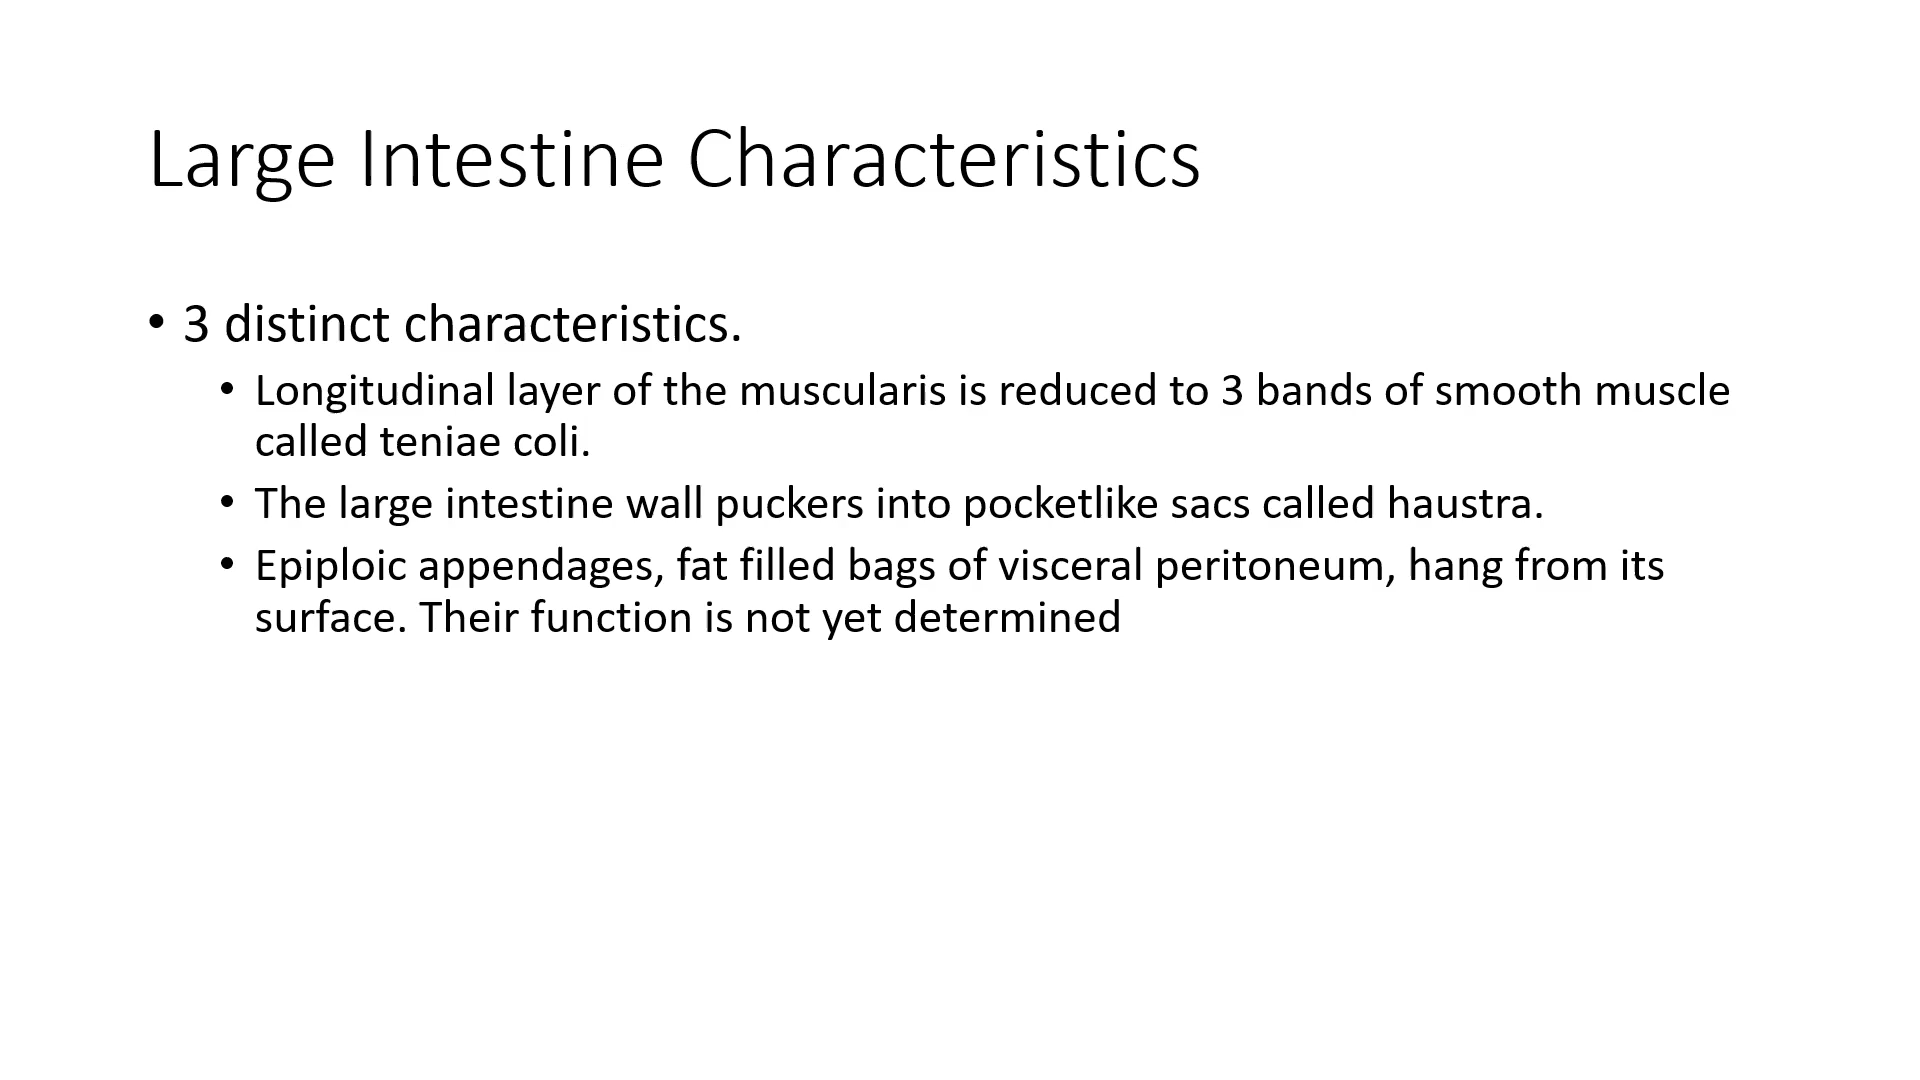 Large Intestine Characteristics
• 3 distinct characteristics.
• Longitudinal layer of the muscularis is reduced to 3 bands of smooth muscle
called teniae coli.
• The large intestine wall puckers into pocketlike sacs called haustra.
• Epiploic appendages, fat filled bags of visceral peritoneum, hang from its
surface. Their function is not yet determined